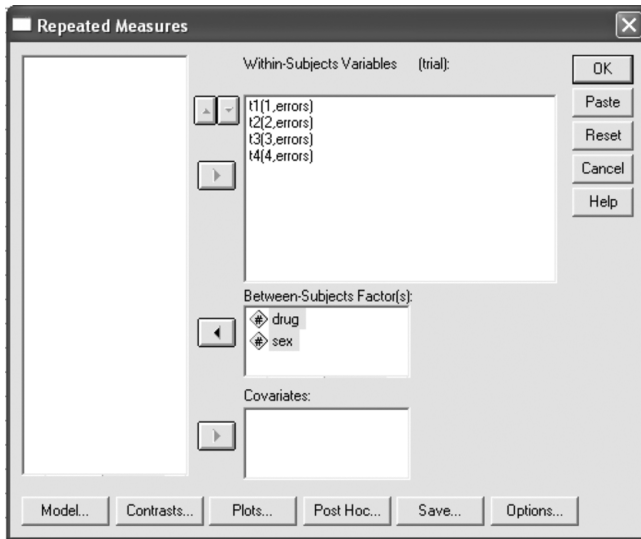 Repeated Measures
Within-Subjects Variables (trial):
t1(1,errors)
t2(2,errors)
t3(3,errors)
t4(4,errors)
OK
Paste
Reset
Cancel
Help
Between-Subjects Factor(s):
# drug
# sex
Covariates:
Model... Contrasts... Plots... Post Hoc... Save... Options...